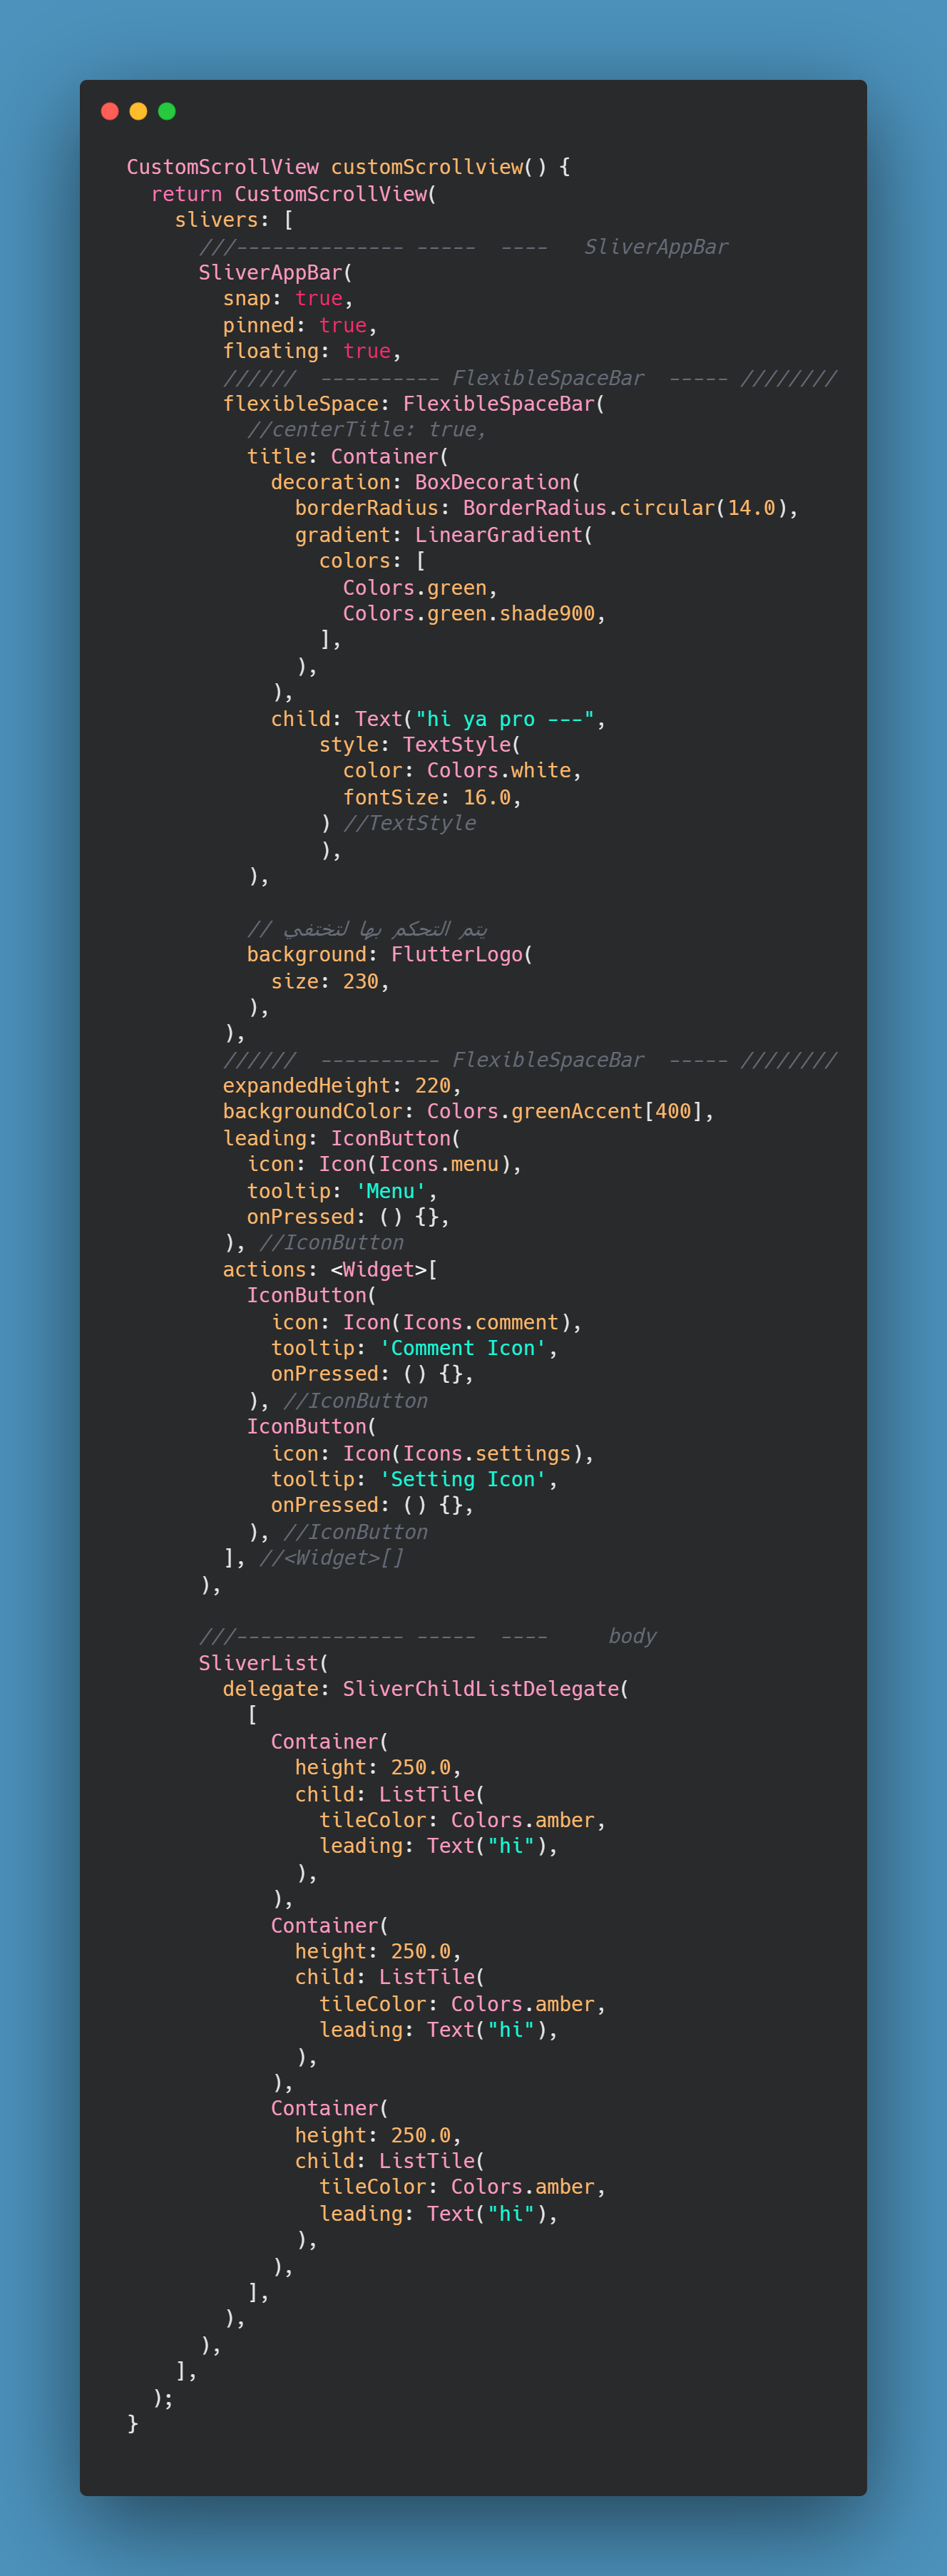 CustomScrollView customScrollview() {
  return CustomScrollView(
    slivers: [
      ///-------------- -----  ----   SliverAppBar
      SliverAppBar(
        snap: true,
        pinned: true,
        floating: true,
        //////  ---------- FlexibleSpaceBar  ----- ////////
        flexibleSpace: FlexibleSpaceBar(
          //centerTitle: true,
          title: Container(
            decoration: BoxDecoration(
              borderRadius: BorderRadius.circular(14.0),
              gradient: LinearGradient(
                colors: [
                  Colors.green,
                  Colors.green.shade900,
                ],
              ),
            ),
            child: Text("hi ya pro ---",
                style: TextStyle(
                  color: Colors.white,
                  fontSize: 16.0,
                ) //TextStyle
                ),
          ),

          // يتم التحكم بها لتختفي
          background: FlutterLogo(
            size: 230,
          ),
        ),
        //////  ---------- FlexibleSpaceBar  ----- ////////
        expandedHeight: 220,
        backgroundColor: Colors.greenAccent[400],
        leading: IconButton(
          icon: Icon(Icons.menu),
          tooltip: 'Menu',
          onPressed: () {},
        ), //IconButton
        actions: <Widget>[
          IconButton(
            icon: Icon(Icons.comment),
            tooltip: 'Comment Icon',
            onPressed: () {},
          ), //IconButton
          IconButton(
            icon: Icon(Icons.settings),
            tooltip: 'Setting Icon',
            onPressed: () {},
          ), //IconButton
        ], //<Widget>[]
      ),

      ///-------------- -----  ----     body
      SliverList(
        delegate: SliverChildListDelegate(
          [
            Container(
              height: 250.0,
              child: ListTile(
                tileColor: Colors.amber,
                leading: Text("hi"),
              ),
            ),
            Container(
              height: 250.0,
              child: ListTile(
                tileColor: Colors.amber,
                leading: Text("hi"),
              ),
            ),
            Container(
              height: 250.0,
              child: ListTile(
                tileColor: Colors.amber,
                leading: Text("hi"),
              ),
            ),
          ],
        ),
      ),
    ],
  );
}